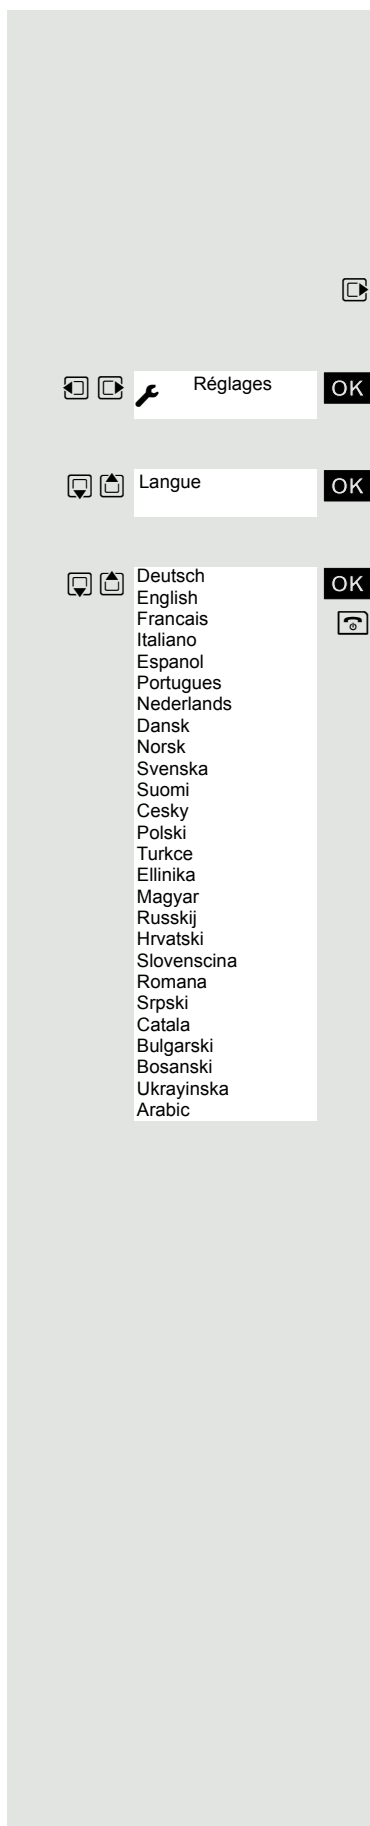 Réglages OK
Langue OK
Deutsch OK
English
Francais
Italiano
Espanol
Portugues
Nederlands
Dansk
Norsk
Svenska
Suomi
Cesky
Polski
Turkce
Ellinika
Magyar
Russkij
Hrvatski
Slovenscina
Romana
Srpski
Catala
Bulgarski
Bosanski
Ukrayinska
Arabic